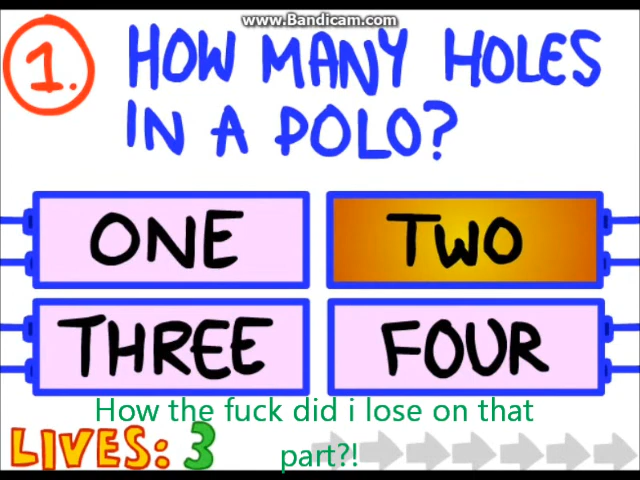 www.Bandicam.com
1. HOW MANY HOLES
IN A POLO?
ONE
TWO
THREE
FOUR
How the fuck did i lose on that
part?!
LIVES: 3